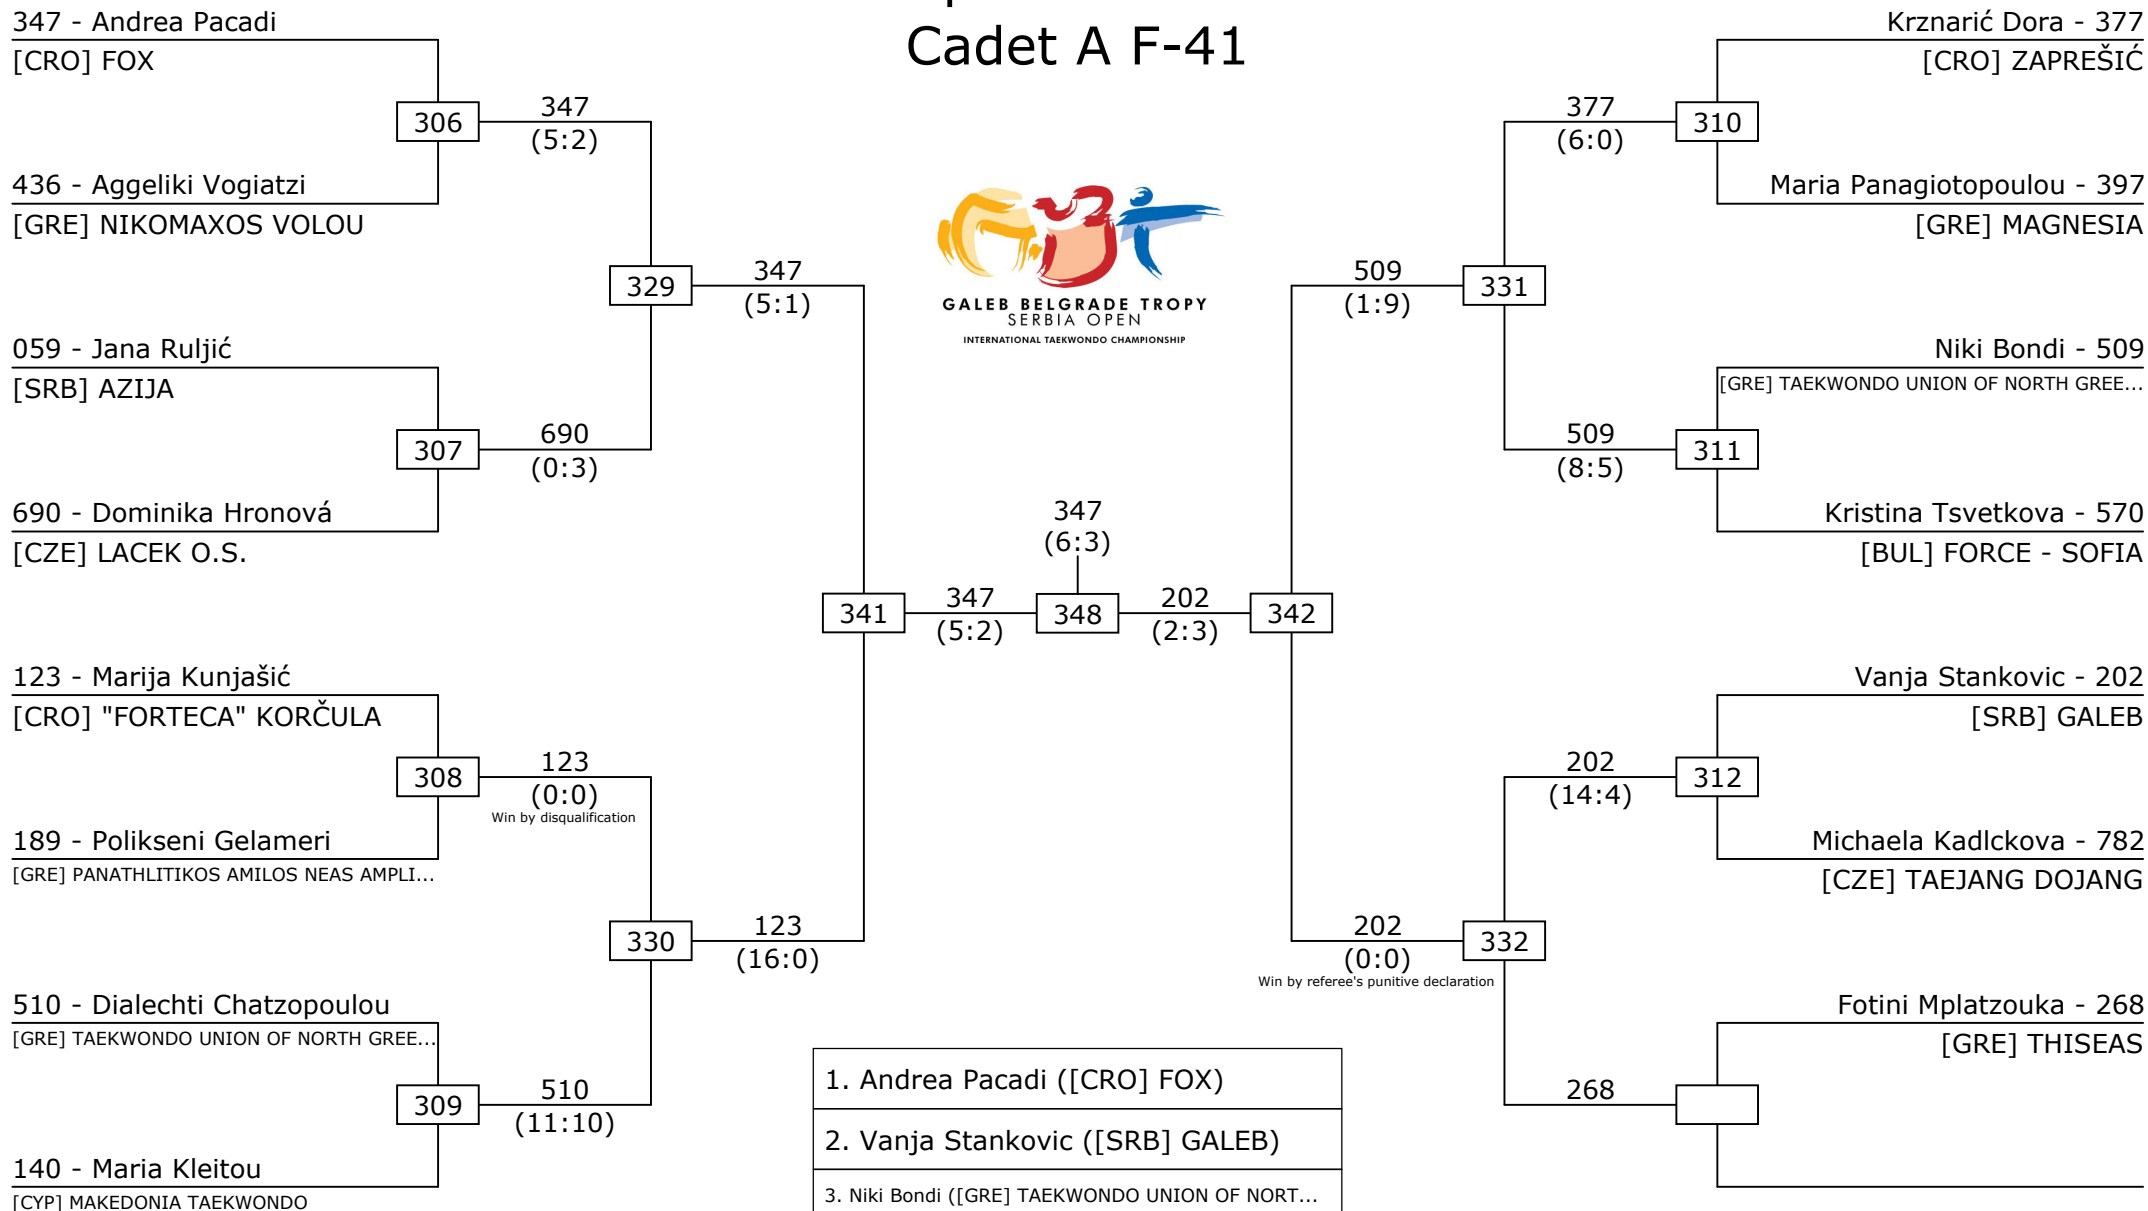 Cadet A F-41
347 - Andrea Pacadi
[CRO] FOX
306
347
(5:2)
436 - Aggeliki Vogiatzi
[GRE] NIKOMAXOS VOLOU
329
347
(5:1)
059 - Jana Ruljić
[SRB] AZIJA
307
690
(0:3)
690 - Dominika Hronová
[CZE] LACEK O.S.
341
347
(5:2)
123 - Marija Kunjašić
[CRO] "FORTECA" KORČULA
308
123
(0:0)
Win by disqualification
189 - Polikseni Gelameri
[GRE] PANATHLITIKOS AMILOS NEAS AMPLI...
330
123
(16:0)
510 - Dialechti Chatzopoulou
[GRE] TAEKWONDO UNION OF NORTH GREE...
309
510
(11:10)
140 - Maria Kleitou
[CYP] MAKEDONIA TAEKWONDO
GALEB BELGRADE TROPY
SERBIA OPEN
INTERNATIONAL TAEKWONDO CHAMPIONSHIP
347
(6:3)
348
202
(2:3)
342
Krznarić Dora - 377
[CRO] ZAPREŠIĆ
377
(6:0)
310
Maria Panagiotopoulou - 397
[GRE] MAGNESIA
509
(1:9)
331
Niki Bondi - 509
[GRE] TAEKWONDO UNION OF NORTH GREE...
509
(8:5)
311
Kristina Tsvetkova - 570
[BUL] FORCE - SOFIA
Vanja Stankovic - 202
[SRB] GALEB
202
(14:4)
312
Michaela Kadlckova - 782
[CZE] TAEJANG DOJANG
202
(0:0)
Win by referee's punitive declaration
332
Fotini Mplatzouka - 268
[GRE] THISEAS
268
1. Andrea Pacadi ([CRO] FOX)
2. Vanja Stankovic ([SRB] GALEB)
3. Niki Bondi ([GRE] TAEKWONDO UNION OF NORT...